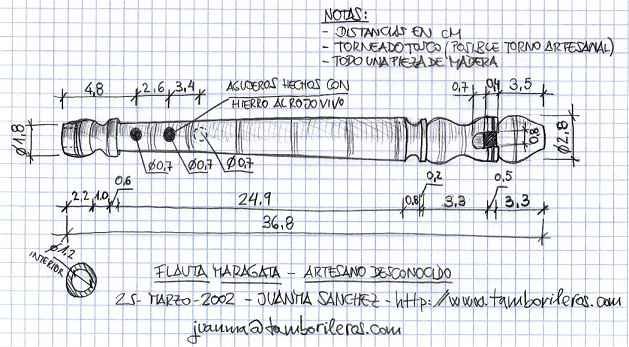 NOTAS:
- DISTANCIAS EN CM
- TORNEADO TOSCO (POSIBLE TORNO ARTESANAL)
- TODO UNA PIEZA DE MADERA
4,8 2,6 3,4 AGUJEROS HECHOS CON
HIERRO AL ROJO VIVO
0,7 0,4 3,5
Ø1,8 0,8 Ø2,8
Ø0,7 Ø0,7 Ø0,7
2,2 1,0 0,6 24,9 0,8 0,2 3,3 0,5 3,3
36,8
Ø1,2
INTERIOR
FLAUTA MARAGATA - ARTESANO DESCONOCIDO
25- MARZO-2002 - JUANMA SANCHEZ - http://www.tamborileros.com
juanma@tamborileros.com